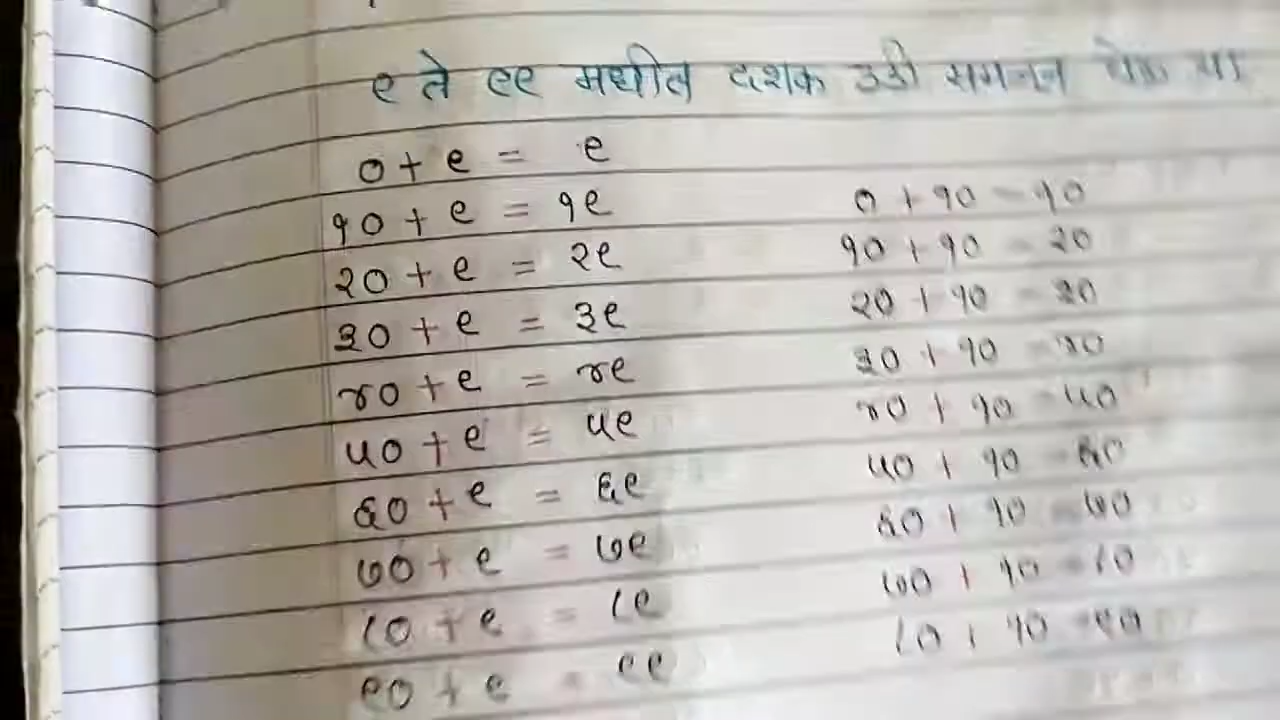 ९ ते ९९ मधील दशक उडी समजून घेऊ या
० + ९ = ९
१० + ९ = १९ ० + १० = १०
२० + ९ = २९ १० + १० = २०
३० + ९ = ३९ २० + १० = ३०
४० + ९ = ४९ ३० + १० = ४०
५० + ९ = ५९ ४० + १० = ५०
६० + ९ = ६९ ५० + १० = ६०
७० + ९ = ७९ ६० + १० = ७०
८० + ९ = ८९ ७० + १० = ८०
९० + ९ = ९९ ८० + १० = ९०